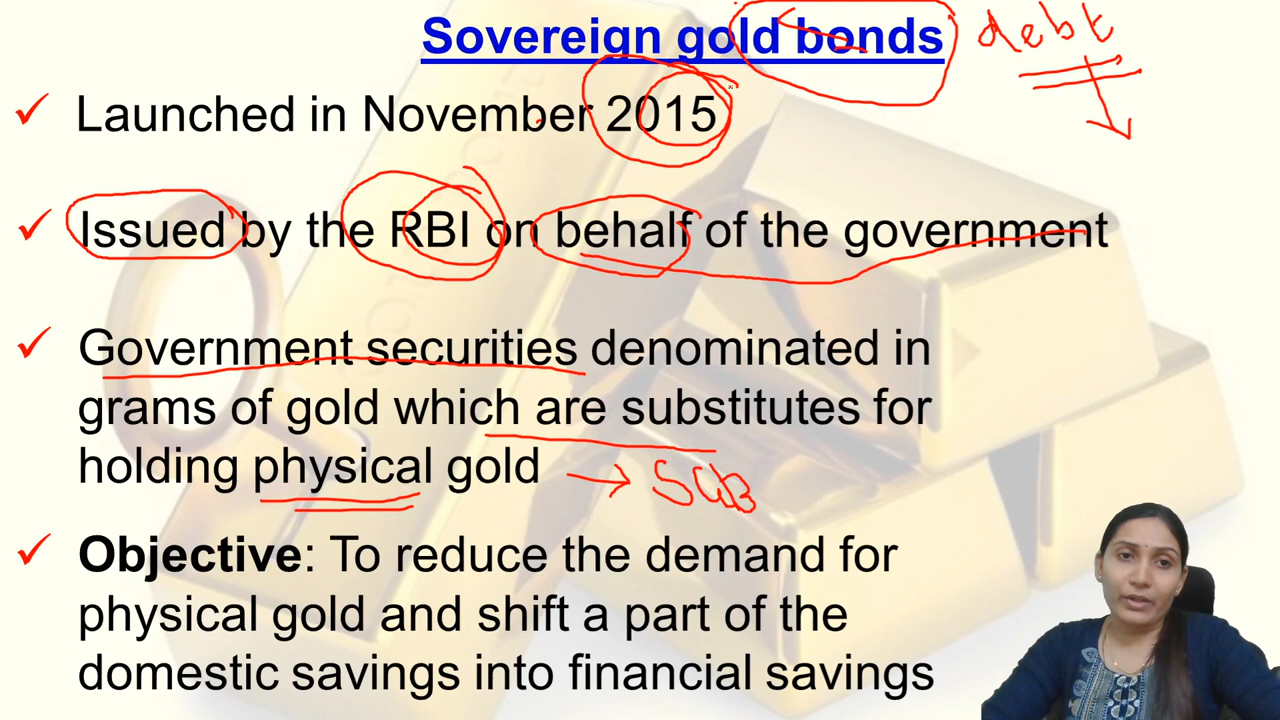 Sovereign gold bonds debt
✓ Launched in November 2015
✓ Issued by the RBI on behalf of the government
✓ Government securities denominated in
grams of gold which are substitutes for
holding physical gold → SGB
✓ Objective: To reduce the demand for
physical gold and shift a part of the
domestic savings into financial savings